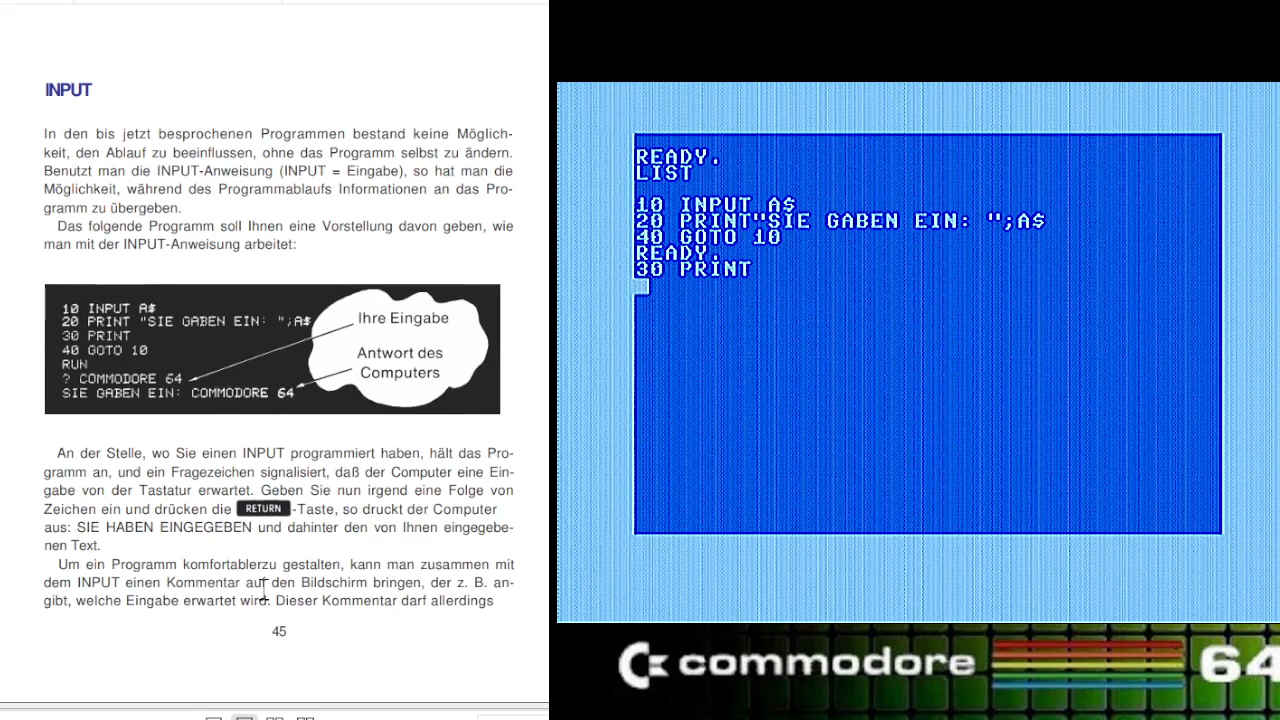 INPUT
In den bis jetzt besprochenen Programmen bestand keine Möglich-
keit, den Ablauf zu beeinflussen, ohne das Programm selbst zu ändern.
Benutzt man die INPUT-Anweisung (INPUT = Eingabe), so hat man die
Möglichkeit, während des Programmablaufs Informationen an das Pro-
gramm zu übergeben.
Das folgende Programm soll Ihnen eine Vorstellung davon geben, wie
man mit der INPUT-Anweisung arbeitet:
10 INPUT A$
20 PRINT "SIE GABEN EIN: ";A$
30 PRINT
40 GOTO 10
RUN
? COMMODORE 64
SIE GABEN EIN: COMMODORE 64
Ihre Eingabe
Antwort des
Computers
An der Stelle, wo Sie einen INPUT programmiert haben, hält das Pro-
gramm an, und ein Fragezeichen signalisiert, daß der Computer eine Ein-
gabe von der Tastatur erwartet. Geben Sie nun irgend eine Folge von
Zeichen ein und drücken die RETURN -Taste, so druckt der Computer
aus: SIE HABEN EINGEGEBEN und dahinter den von Ihnen eingegebe-
nen Text.
Um ein Programm komfortablerzu gestalten, kann man zusammen mit
dem INPUT einen Kommentar auf den Bildschirm bringen, der z. B. an-
gibt, welche Eingabe erwartet wird. Dieser Kommentar darf allerdings
45
READY.
LIST
10 INPUT A$
20 PRINT"SIE GABEN EIN: ";A$
40 GOTO 10
READY.
30 PRINT
commodore 64